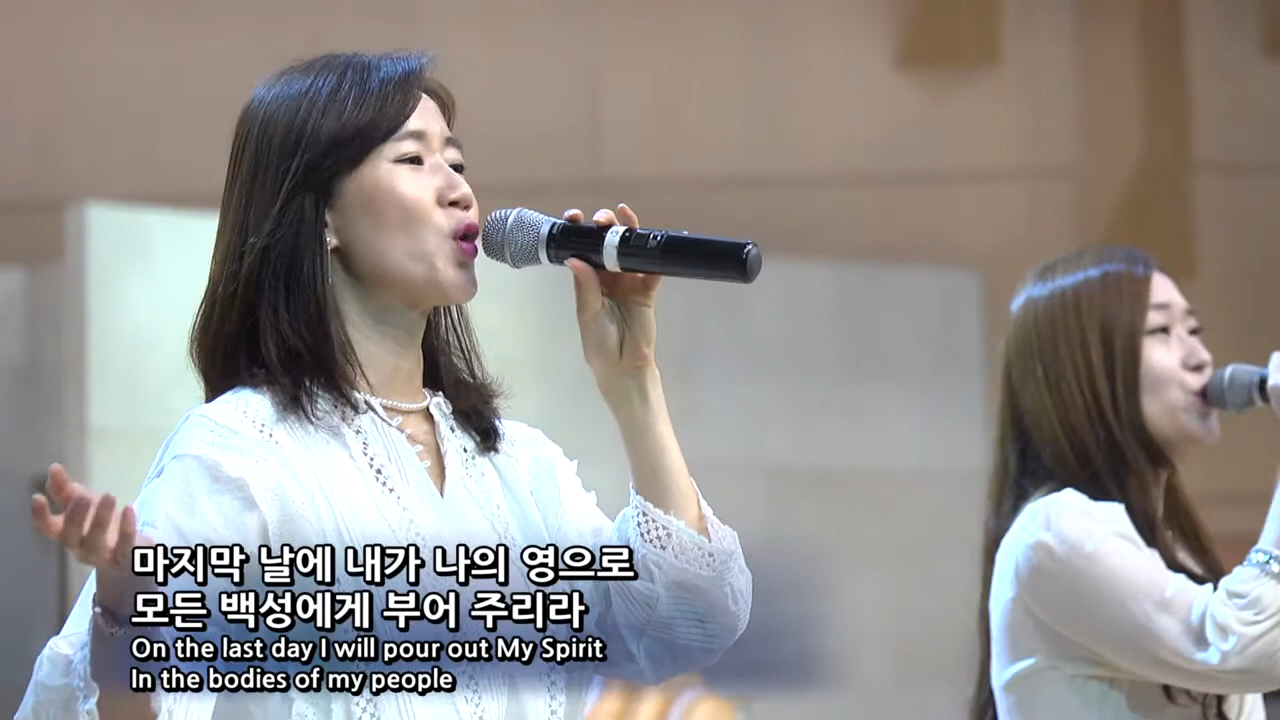 마지막 날에 내가 나의 영으로
모든 백성에게 부어 주리라
On the last day I will pour out My Spirit
In the bodies of my people